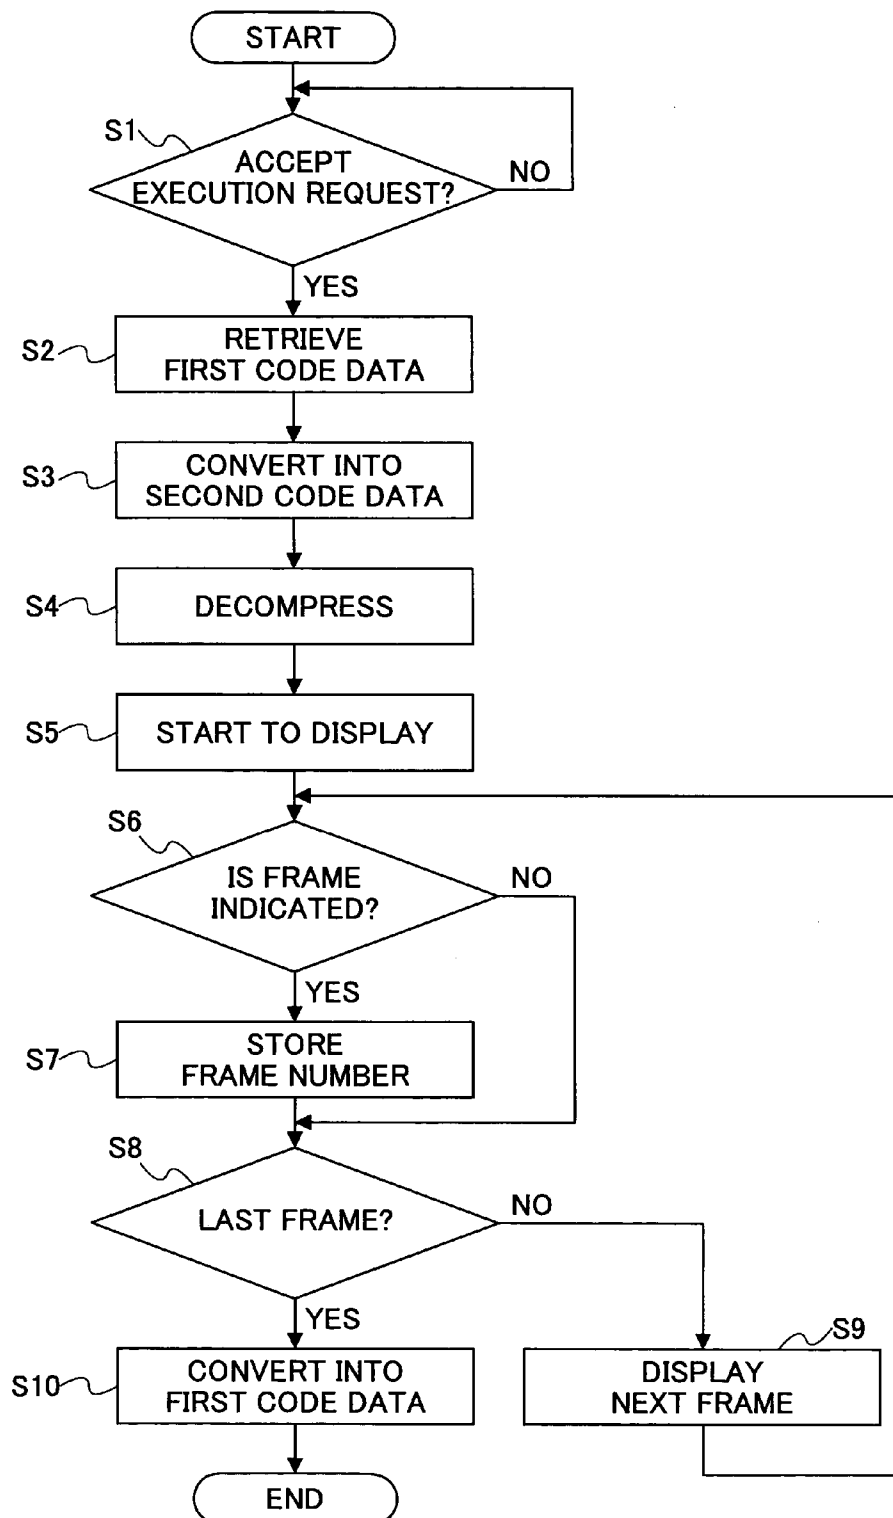 START
S1
ACCEPT
EXECUTION REQUEST?
NO
YES
S2
RETRIEVE
FIRST CODE DATA
S3
CONVERT INTO
SECOND CODE DATA
S4
DECOMPRESS
S5
START TO DISPLAY
S6
IS FRAME
INDICATED?
NO
YES
S7
STORE
FRAME NUMBER
S8
LAST FRAME?
NO
YES
S9
DISPLAY
NEXT FRAME
S10
CONVERT INTO
FIRST CODE DATA
END